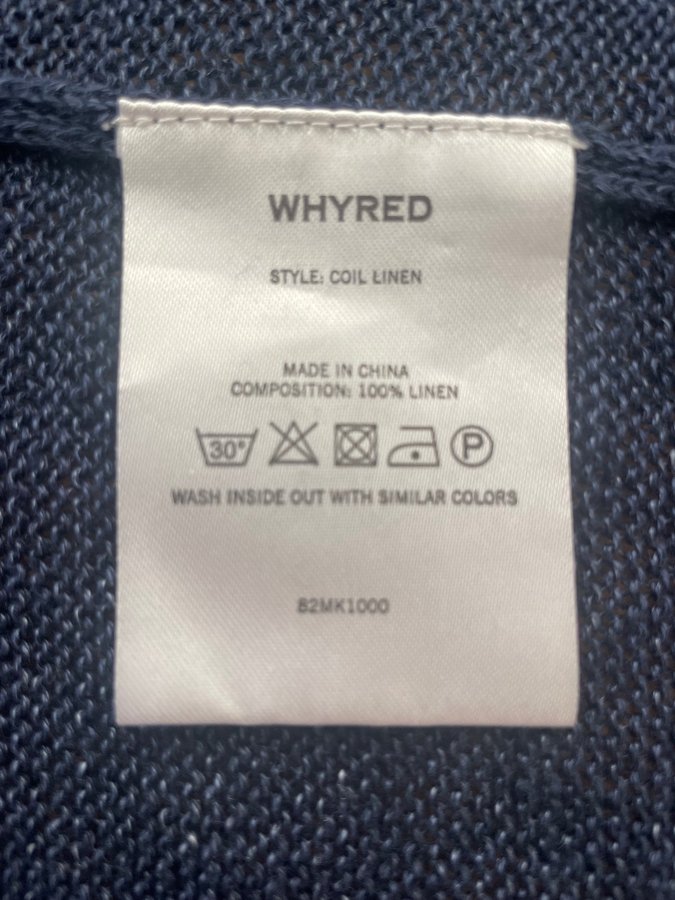 WHYRED
STYLE: COIL LINEN
MADE IN CHINA
COMPOSITION: 100% LINEN
30° P
WASH INSIDE OUT WITH SIMILAR COLORS
82MK1000